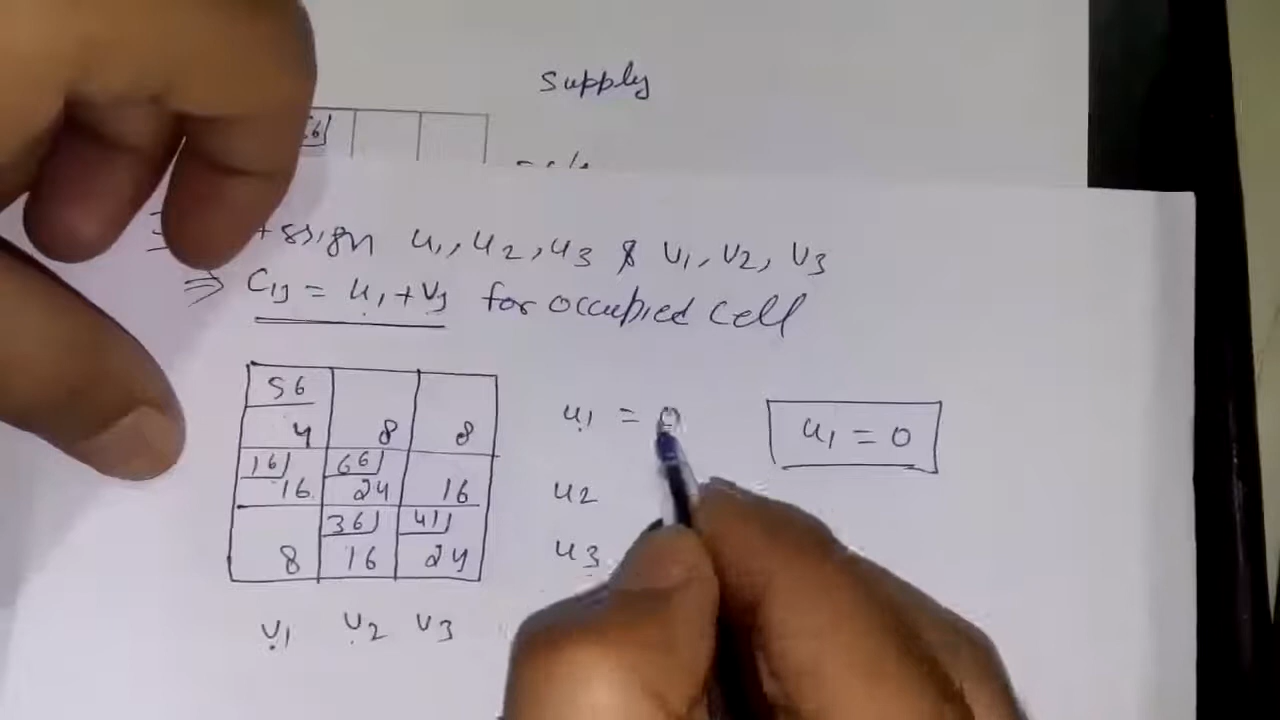 Supply
56
Assign u1, u2, u3 & v1, v2, v3
⇒ Cij = ui + vj for occupied cell
56
4 8 8 u1 = 0 u1 = 0
16 66
16 24 16 u2
36 41
8 16 24 u3
v1 v2 v3